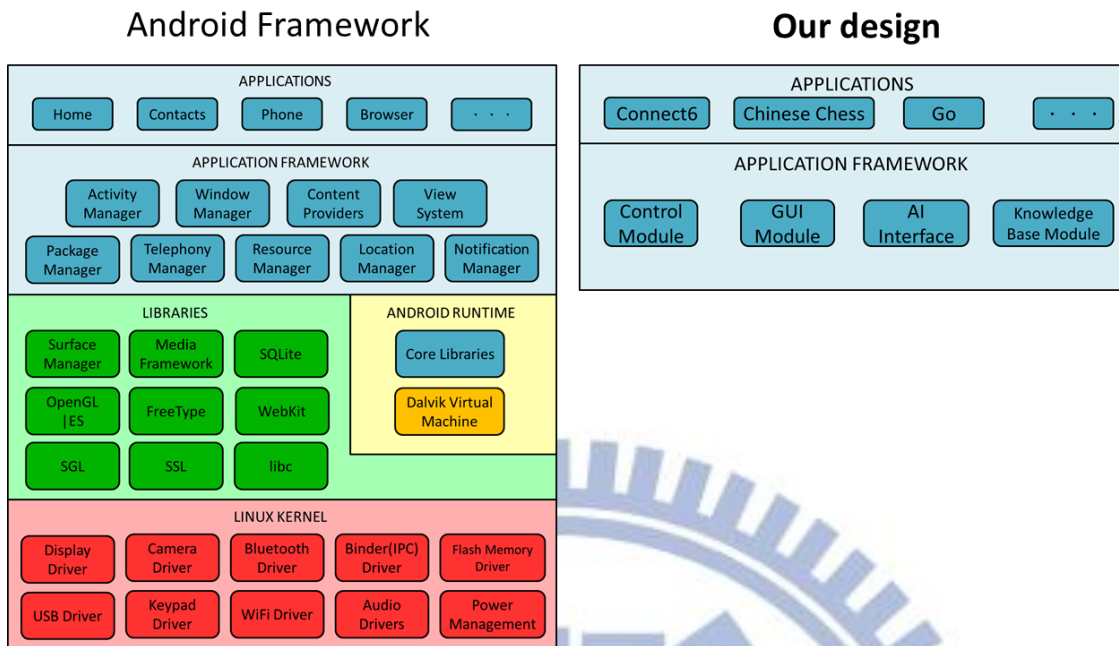 Android Framework
APPLICATIONS
Home
Contacts
Phone
Browser
· · ·
APPLICATION FRAMEWORK
Activity
Manager
Window
Manager
Content
Providers
View
System
Package
Manager
Telephony
Manager
Resource
Manager
Location
Manager
Notification
Manager
LIBRARIES
Surface
Manager
Media
Framework
SQLite
OpenGL
|ES
FreeType
WebKit
SGL
SSL
libc
ANDROID RUNTIME
Core Libraries
Dalvik Virtual
Machine
LINUX KERNEL
Display
Driver
Camera
Driver
Bluetooth
Driver
Binder(IPC)
Driver
Flash Memory
Driver
USB Driver
Keypad
Driver
WiFi Driver
Audio
Drivers
Power
Management
Our design
APPLICATIONS
Connect6
Chinese Chess
Go
· · ·
APPLICATION FRAMEWORK
Control
Module
GUI
Module
AI
Interface
Knowledge
Base Module